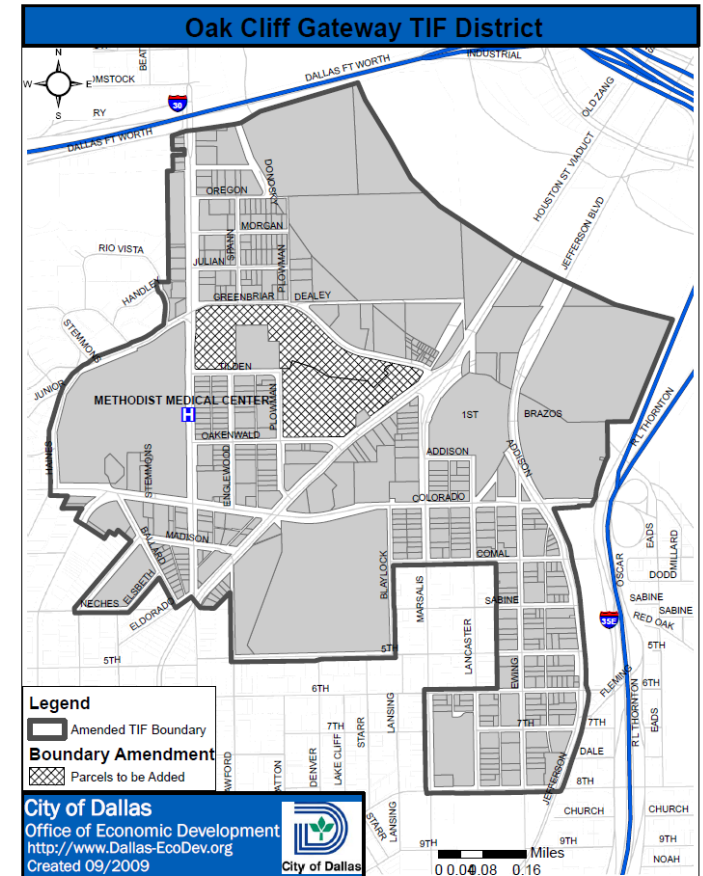 Oak Cliff Gateway TIF District
N
W
E
S
BEAT
OMSTOCK
RY
30
DALLAS FT WORTH
DALLAS FT WORTH
INDUSTRIAL
OLD ZANG
HOUSTON ST VIADUCT
JEFFERSON BLVD
DONOSKY
OREGON
MORGAN
SPANN
PLOWMAN
JULIAN
RIO VISTA
HANDLEY
GREENBRIAR
DEALEY
STEMMONS
JUNIOR
TILDEN
METHODIST MEDICAL CENTER
H
PLOWMAN
OAKENWALD
1ST
BRAZOS
R L THORNTON
HAINES
STEMMONS
ENGLEWOOD
ADDISON
ADDISON
COLORADO
BALLARD
MADISON
BLAYLOCK
COMAL
OSCAR
EADS
MILLARD
DODD
NECHES
ELSBETH
ELDORADO
MARSALIS
LANCASTER
SABINE
SABINE
SABINE
35E
RED OAK
5TH
5TH
5TH
EWING
FLEMING
6TH
6TH
R L THORNTON
EADS
7TH
7TH
7TH
LANSING
STARR
LAKE CLIFF
DENVER
PATTON
AWFORD
DALE
8TH
JEFFERSON
CHURCH
CHURCH
STARR
LANSING
9TH
9TH
9TH
NOAH
Legend
Amended TIF Boundary
Boundary Amendment
Parcels to be Added
City of Dallas
Office of Economic Development
http://www.Dallas-EcoDev.org
Created 09/2009
City of Dallas
Miles
0 0.04 0.08 0.16